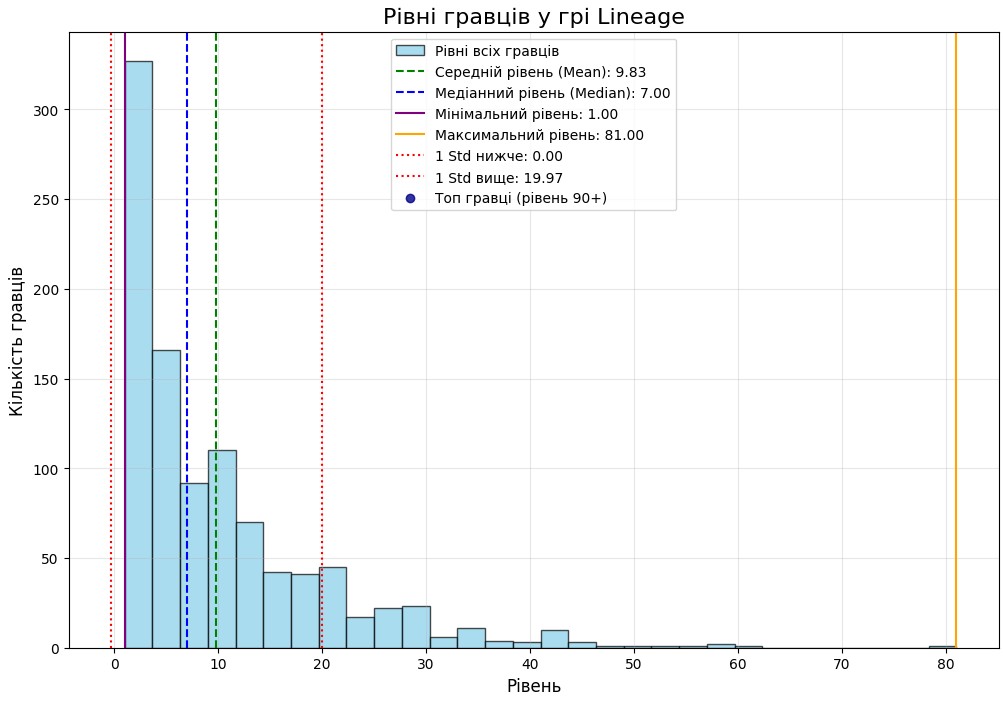 Рівні гравців у грі Lineage
Рівні всіх гравців
Середній рівень (Mean): 9.83
Медіанний рівень (Median): 7.00
Мінімальний рівень: 1.00
Максимальний рівень: 81.00
1 Std нижче: 0.00
1 Std вище: 19.97
Топ гравці (рівень 90+)
Кількість гравців
300
250
200
150
100
50
0
0 10 20 30 40 50 60 70 80
Рівень